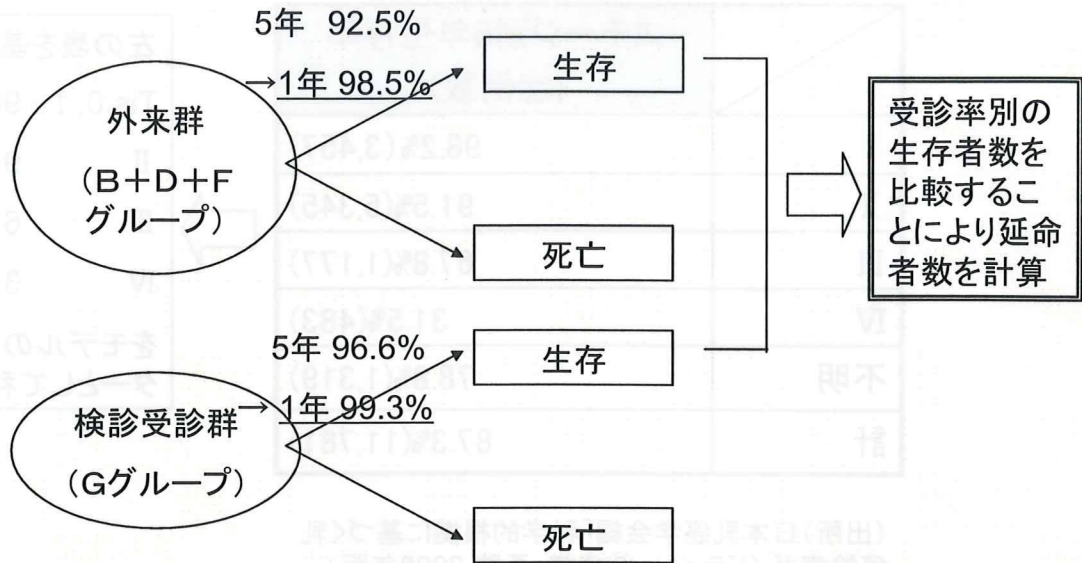 5年 92.5%
→1年 98.5%
生存
外来群
(B+D+F
グループ)
死亡
受診率別の
生存者数を
比較するこ
とにより延命
者数を計算
5年 96.6%
→1年 99.3%
生存
検診受診群
(Gグループ)
死亡